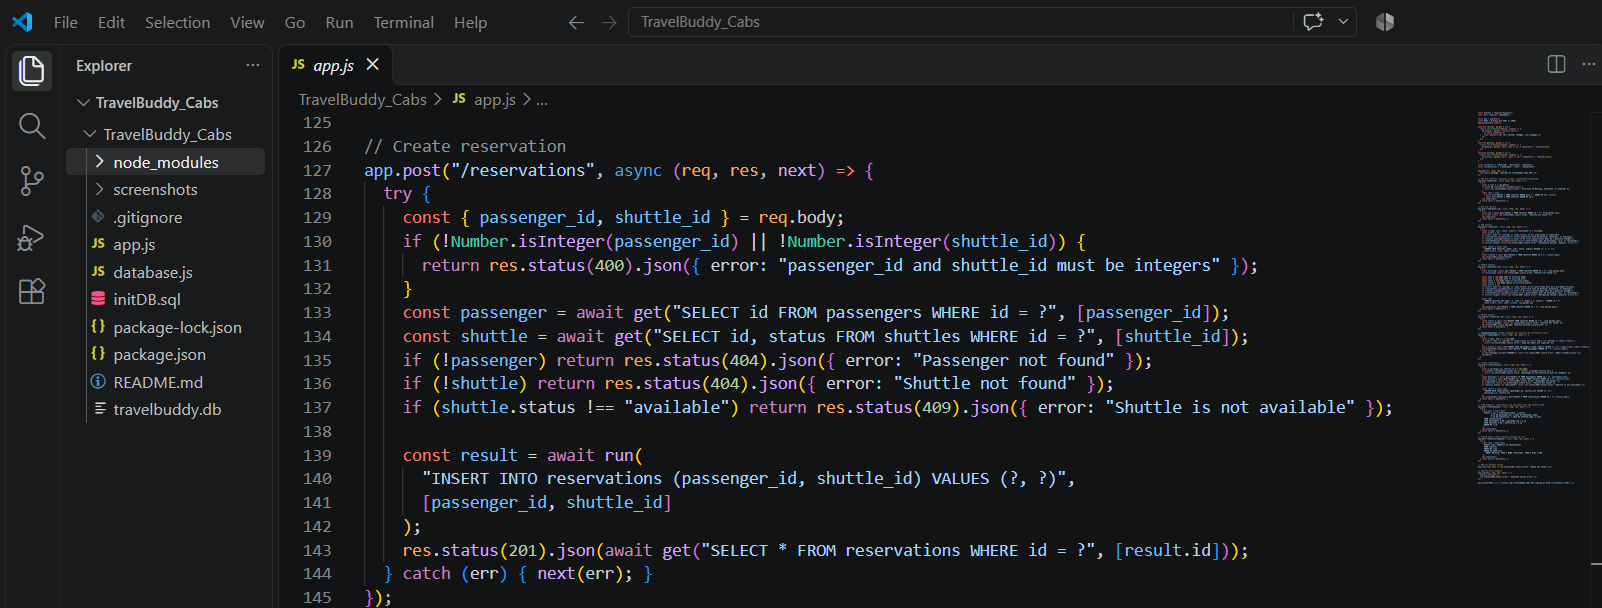 File Edit Selection View Go Run Terminal Help
TravelBuddy_Cabs
Explorer
TravelBuddy_Cabs
TravelBuddy_Cabs
node_modules
screenshots
.gitignore
JS app.js
JS database.js
initDB.sql
{} package-lock.json
{} package.json
README.md
travelbuddy.db
JS app.js
TravelBuddy_Cabs > JS app.js > ...
125
126 // Create reservation
127 app.post("/reservations", async (req, res, next) => {
128 try {
129 const { passenger_id, shuttle_id } = req.body;
130 if (!Number.isInteger(passenger_id) || !Number.isInteger(shuttle_id)) {
131 return res.status(400).json({ error: "passenger_id and shuttle_id must be integers" });
132 }
133 const passenger = await get("SELECT id FROM passengers WHERE id = ?", [passenger_id]);
134 const shuttle = await get("SELECT id, status FROM shuttles WHERE id = ?", [shuttle_id]);
135 if (!passenger) return res.status(404).json({ error: "Passenger not found" });
136 if (!shuttle) return res.status(404).json({ error: "Shuttle not found" });
137 if (shuttle.status !== "available") return res.status(409).json({ error: "Shuttle is not available" });
138
139 const result = await run(
140 "INSERT INTO reservations (passenger_id, shuttle_id) VALUES (?, ?)",
141 [passenger_id, shuttle_id]
142 );
143 res.status(201).json(await get("SELECT * FROM reservations WHERE id = ?", [result.id]));
144 } catch (err) { next(err); }
145 });